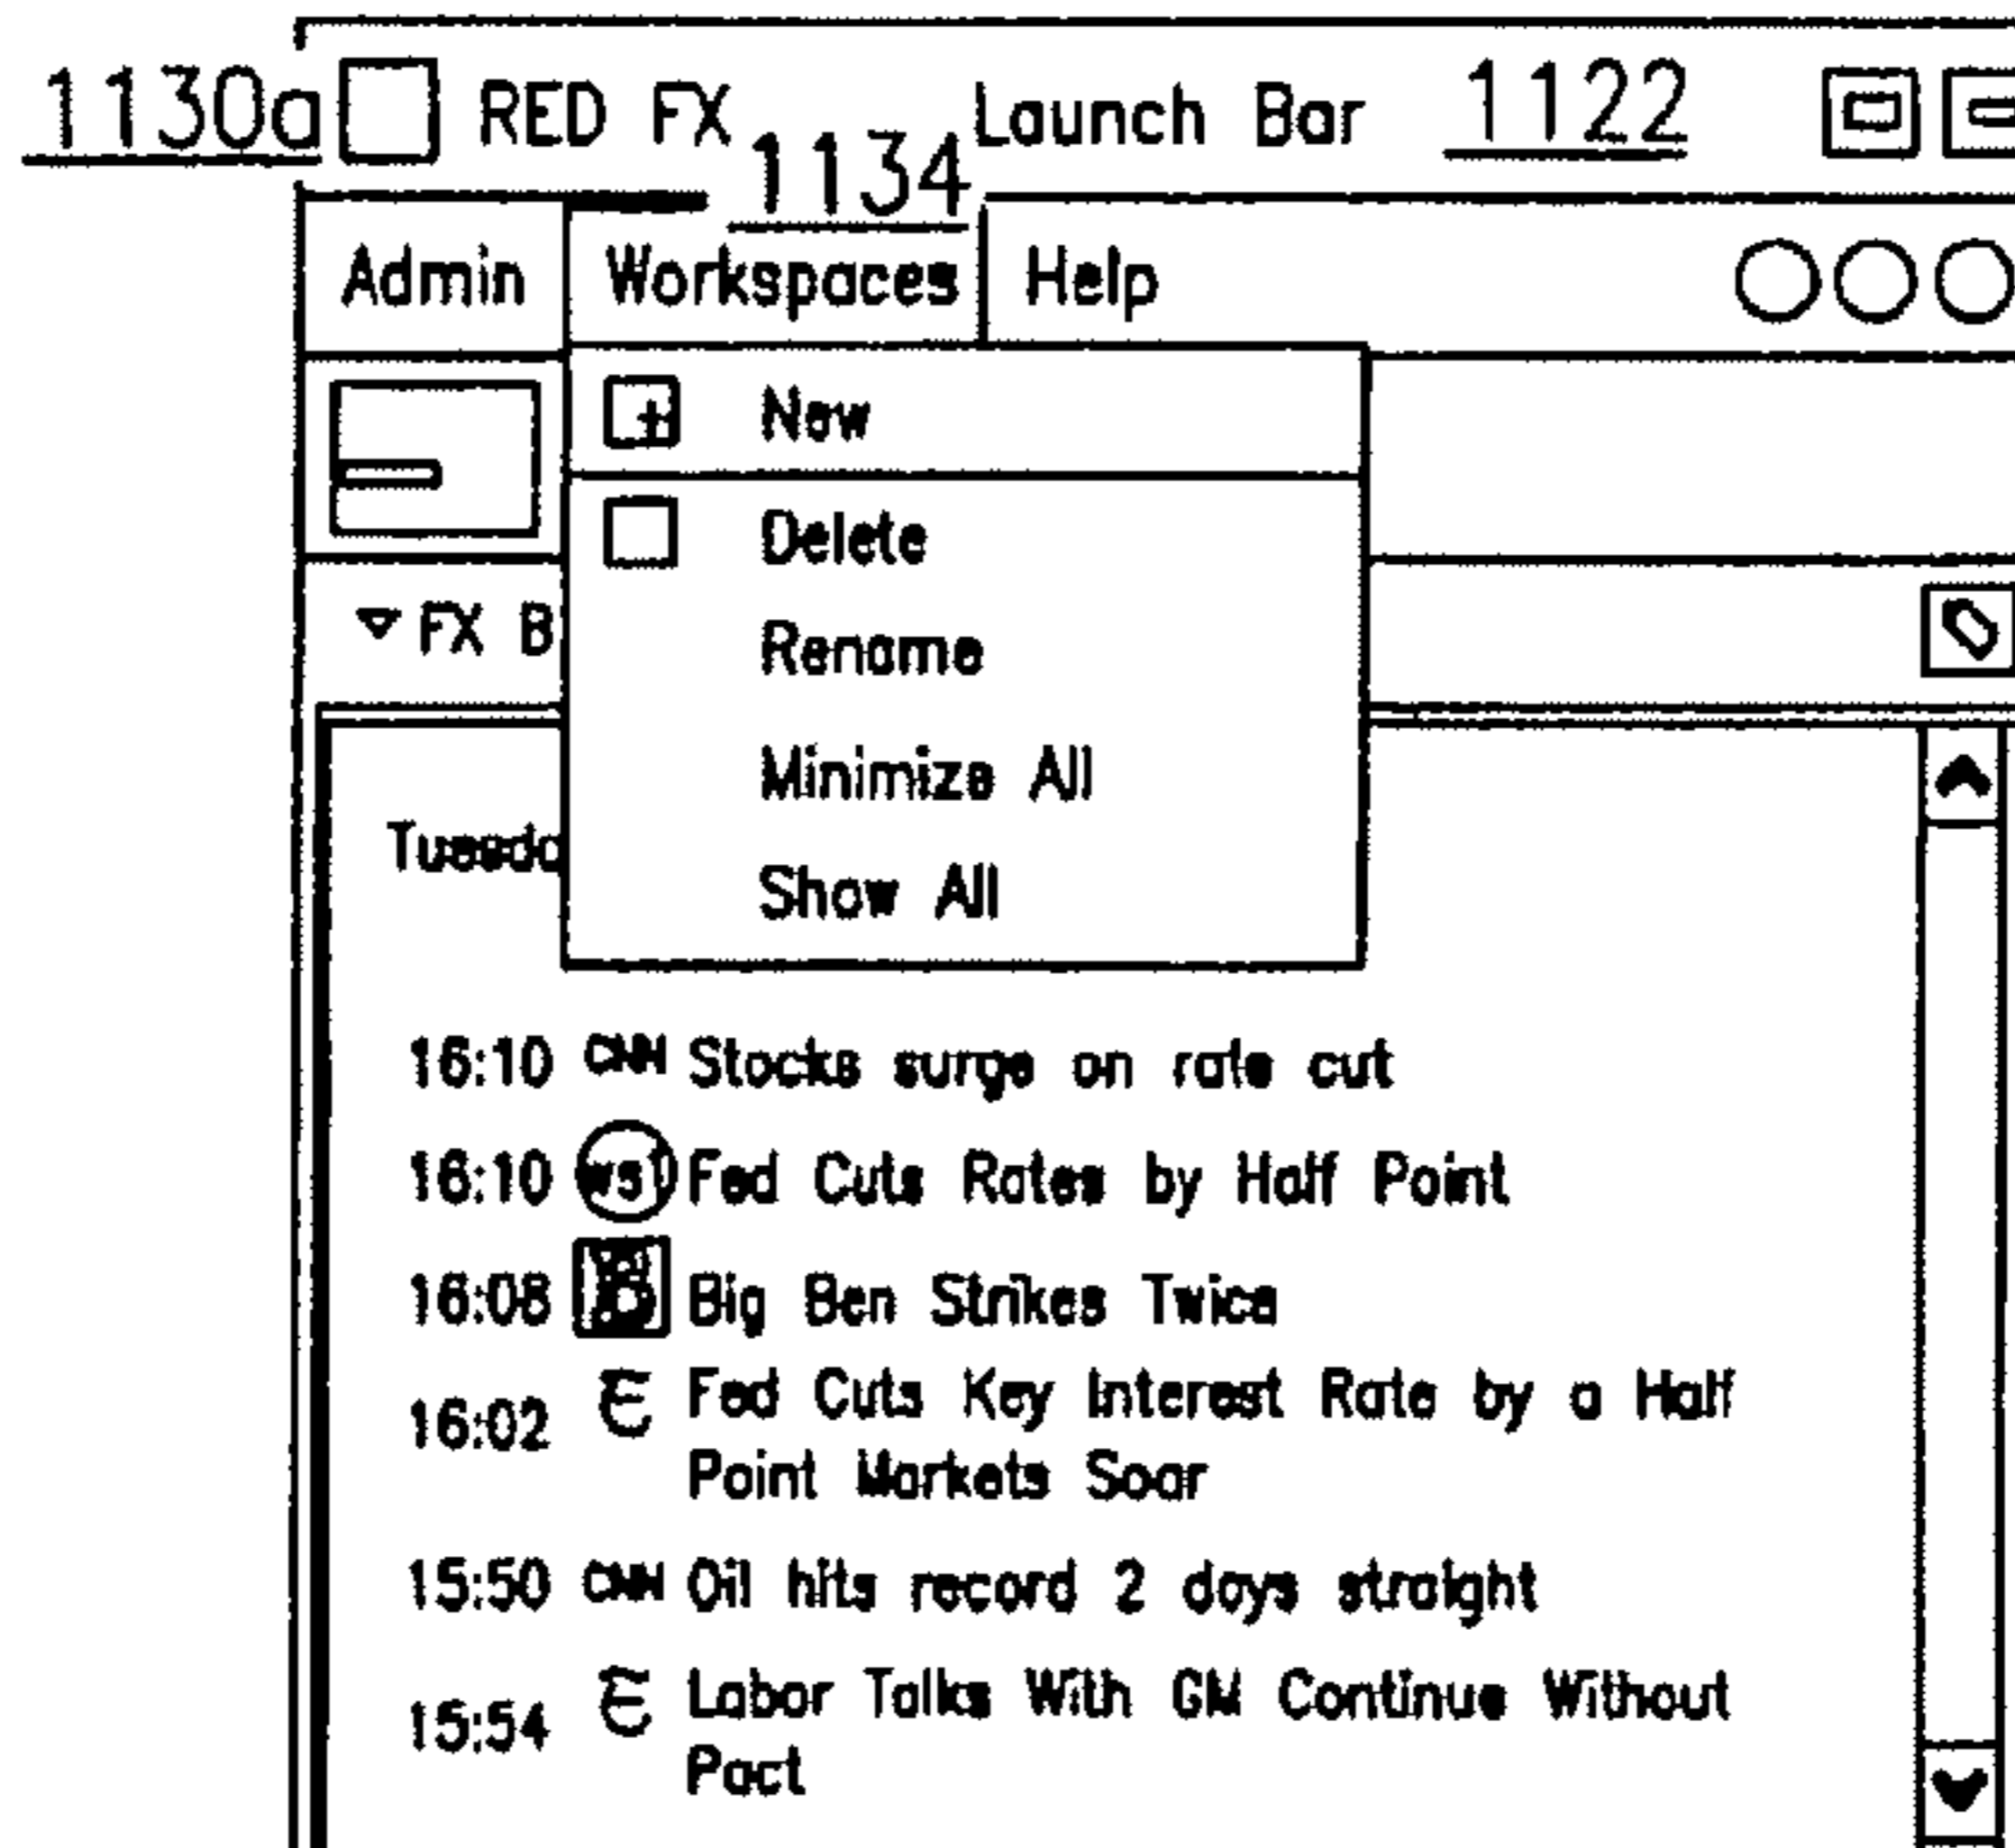 1130a RED FX Launch Bar 1122
1134
Admin Workspaces Help
New
Delete
FX B
Rename
Minimize All
Tuesda
Show All
16:10 CNN Stocks surge on rate cut
16:10 wsj Fed Cuts Rates by Half Point
16:08 Big Ben Strikes Twice
16:02 Fed Cuts Key Interest Rate by a Half
Point Markets Soar
15:50 CNN Oil hits record 2 days straight
15:54 Labor Talks With GM Continue Without
Pact